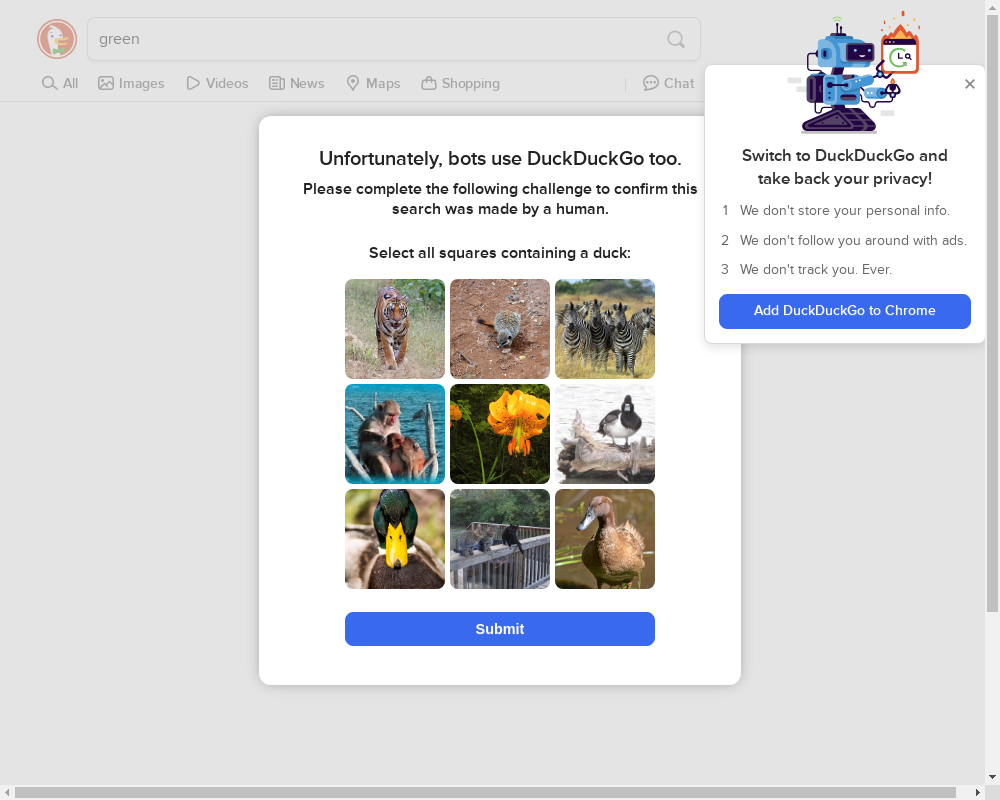 green
All
Images
Videos
News
Maps
Shopping
Chat
Unfortunately, bots use DuckDuckGo too.
Please complete the following challenge to confirm this
search was made by a human.
Select all squares containing a duck:
Submit
Switch to DuckDuckGo and
take back your privacy!
1 We don't store your personal info.
2 We don't follow you around with ads.
3 We don't track you. Ever.
Add DuckDuckGo to Chrome